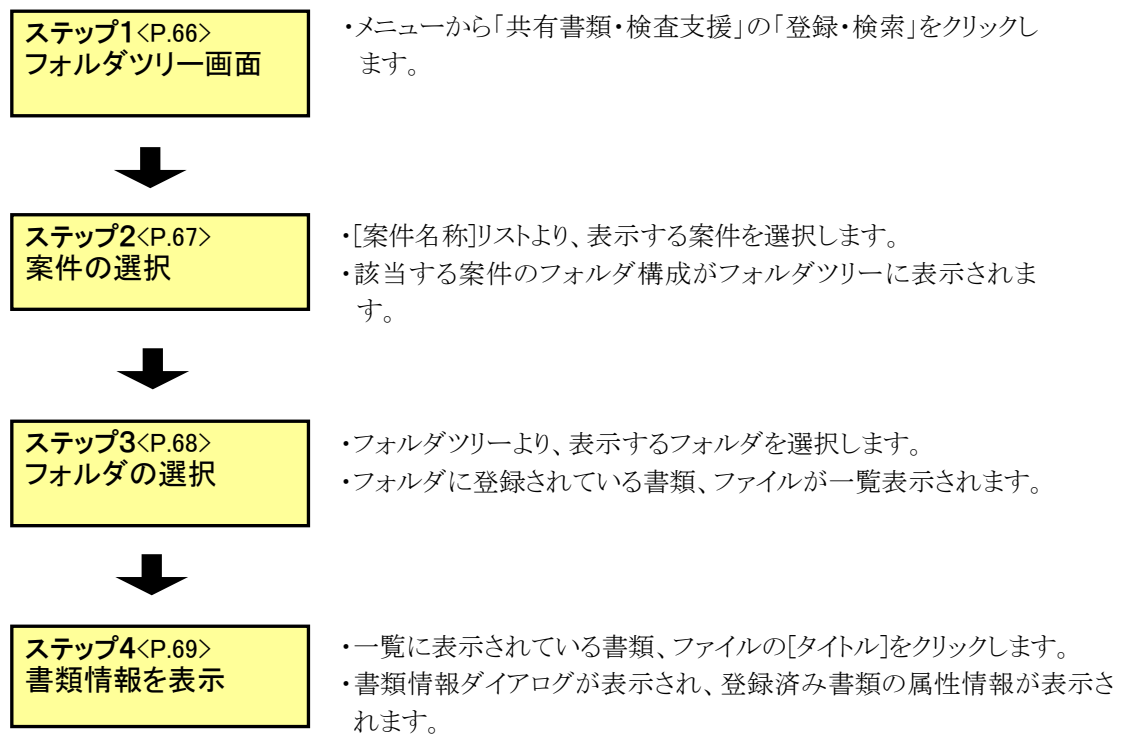 ステップ1<P.66>
フォルダツリー画面
・メニューから「共有書類・検査支援」の「登録・検索」をクリックし
ます。
ステップ2<P.67>
案件の選択
・[案件名称]リストより、表示する案件を選択します。
・該当する案件のフォルダ構成がフォルダツリーに表示されま
す。
ステップ3<P.68>
フォルダの選択
・フォルダツリーより、表示するフォルダを選択します。
・フォルダに登録されている書類、ファイルが一覧表示されます。
ステップ4<P.69>
書類情報を表示
・一覧に表示されている書類、ファイルの[タイトル]をクリックします。
・書類情報ダイアログが表示され、登録済み書類の属性情報が表示さ
れます。